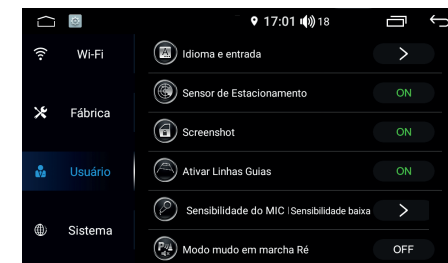 17:01 18
Wi-Fi
Fábrica
Usuário
Sistema
Idioma e entrada
Sensor de Estacionamento ON
Screenshot ON
Ativar Linhas Guias ON
Sensibilidade do MIC |Sensibilidade baixa
Modo mudo em marcha Ré OFF